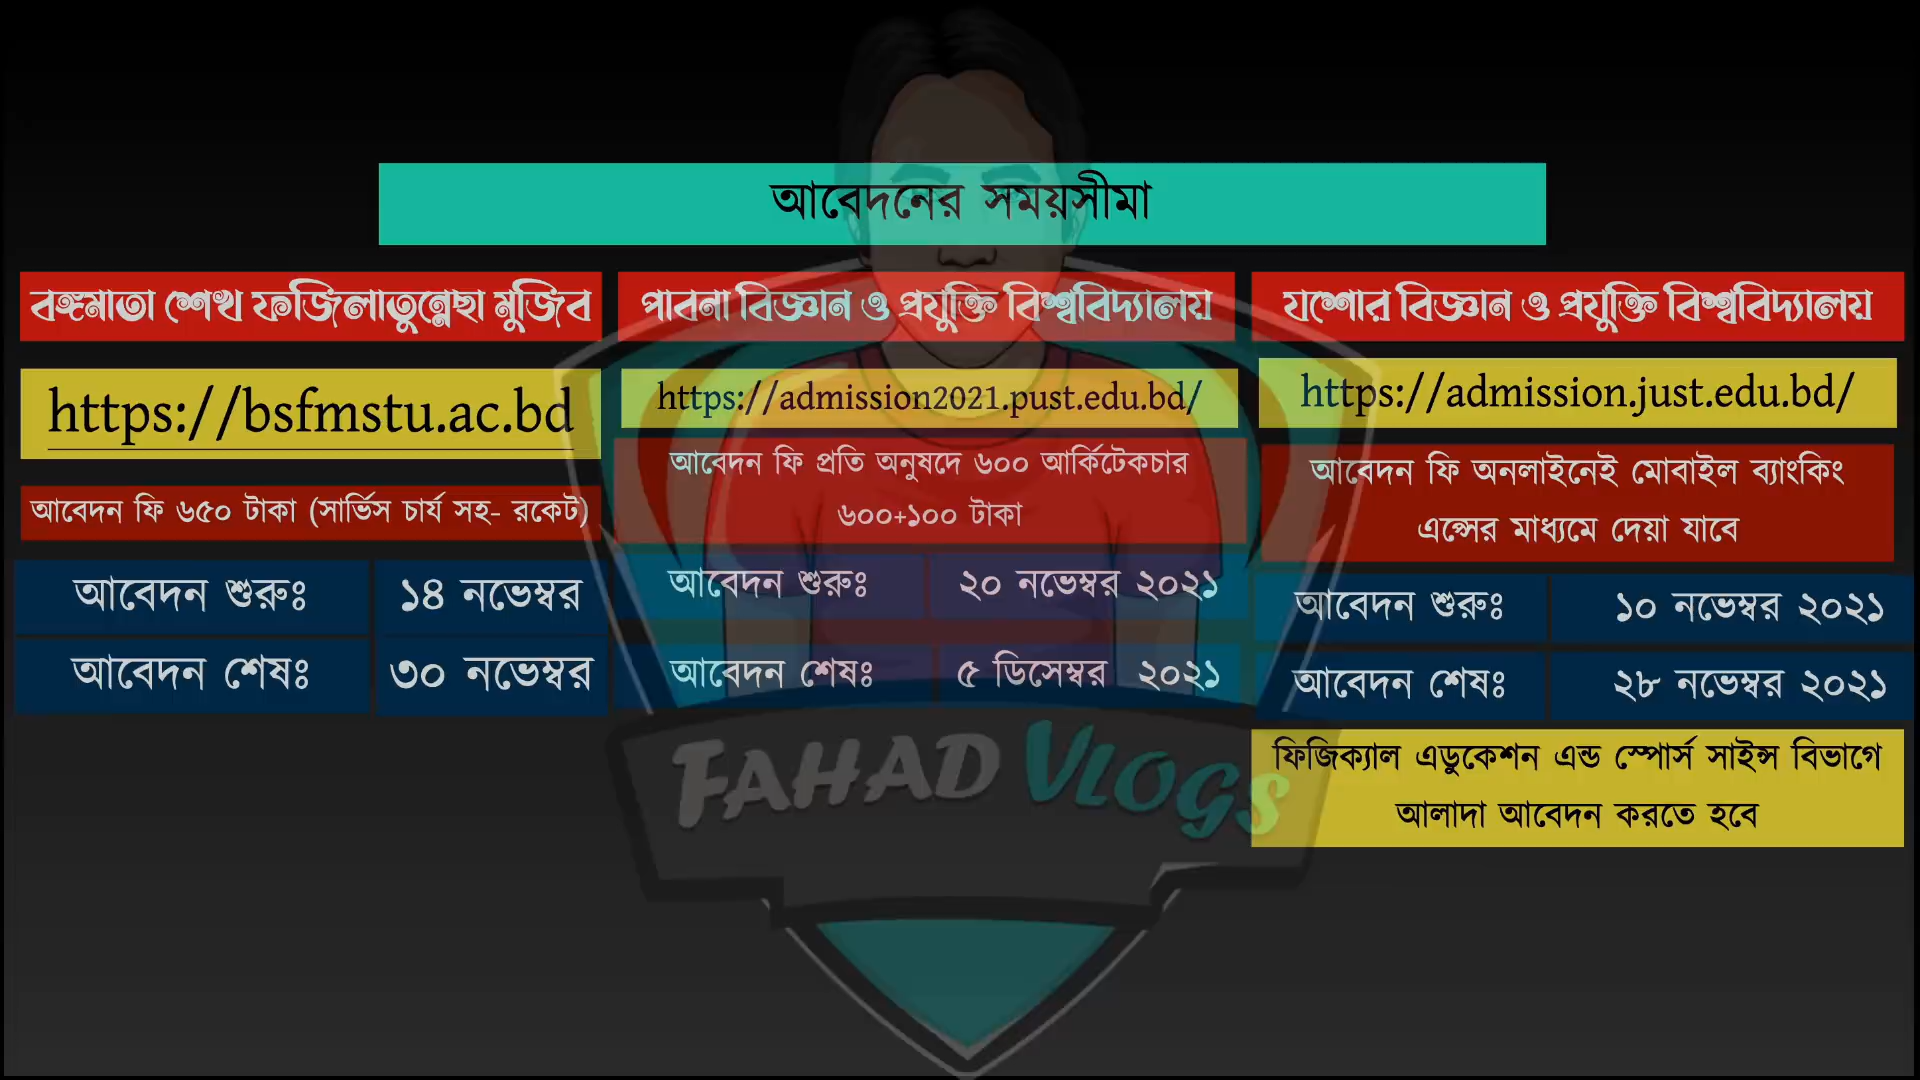 আবেদনের সময়সীমা
বঙ্গমাতা শেখ ফজিলাতুন্নেছা মুজিব
https://bsfmstu.ac.bd
আবেদন ফি ৬৫০ টাকা (সার্ভিস চার্য সহ- রকেট)
আবেদন শুরুঃ ১৪ নভেম্বর
আবেদন শেষঃ ৩০ নভেম্বর
পাবনা বিজ্ঞান ও প্রযুক্তি বিশ্ববিদ্যালয়
https://admission2021.pust.edu.bd/
আবেদন ফি প্রতি অনুষদে ৬০০ আর্কিটেকচার
৬০০+১০০ টাকা
আবেদন শুরুঃ ২০ নভেম্বর ২০২১
আবেদন শেষঃ ৫ ডিসেম্বর ২০২১
যশোর বিজ্ঞান ও প্রযুক্তি বিশ্ববিদ্যালয়
https://admission.just.edu.bd/
আবেদন ফি অনলাইনেই মোবাইল ব্যাংকিং
এপ্সের মাধ্যমে দেয়া যাবে
আবেদন শুরুঃ ১০ নভেম্বর ২০২১
আবেদন শেষঃ ২৮ নভেম্বর ২০২১
ফিজিক্যাল এডুকেশন এন্ড স্পোর্স সাইন্স বিভাগে
আলাদা আবেদন করতে হবে
FAHAD VLOGS